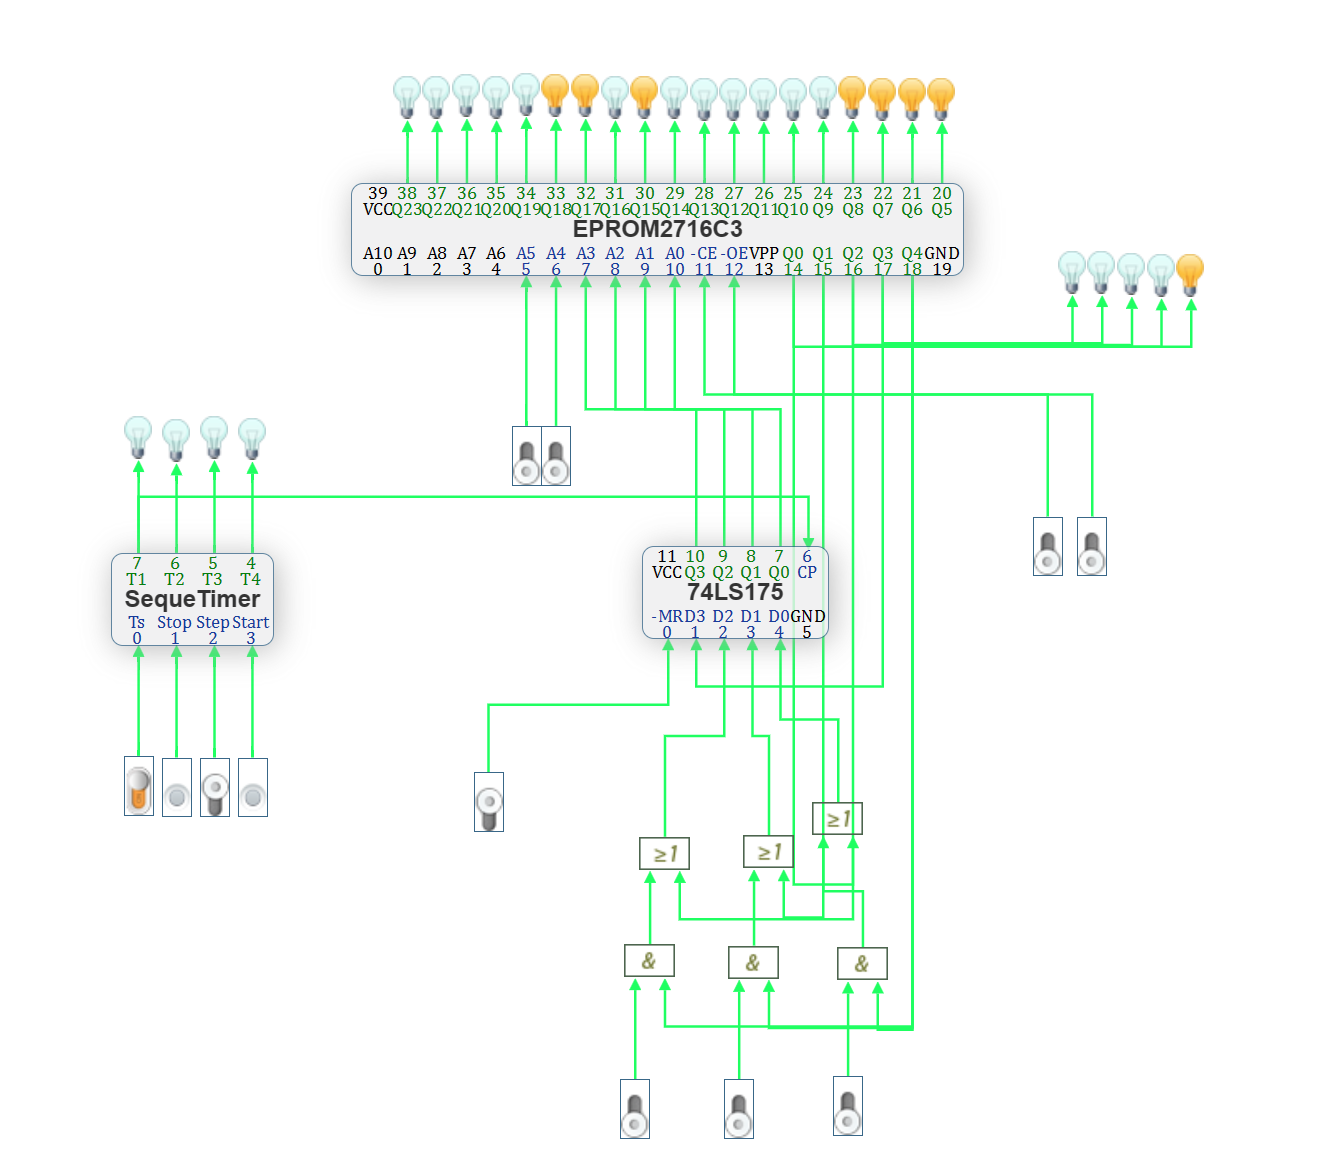 39 38 37 36 35 34 33 32 31 30 29 28 27 26 25 24 23 22 21 20
VCC Q23 Q22 Q21 Q20 Q19 Q18 Q17 Q16 Q15 Q14 Q13 Q12 Q11 Q10 Q9 Q8 Q7 Q6 Q5
EPROM2716C3
A10 A9 A8 A7 A6 A5 A4 A3 A2 A1 A0 -CE -OE VPP Q0 Q1 Q2 Q3 Q4 GND
0 1 2 3 4 5 6 7 8 9 10 11 12 13 14 15 16 17 18 19
7 6 5 4
T1 T2 T3 T4
SequeTimer
Ts Stop Step Start
0 1 2 3
11 10 9 8 7 6
VCC Q3 Q2 Q1 Q0 CP
74LS175
-MR D3 D2 D1 D0 GND
0 1 2 3 4 5
≥1
≥1
≥1
&
&
&